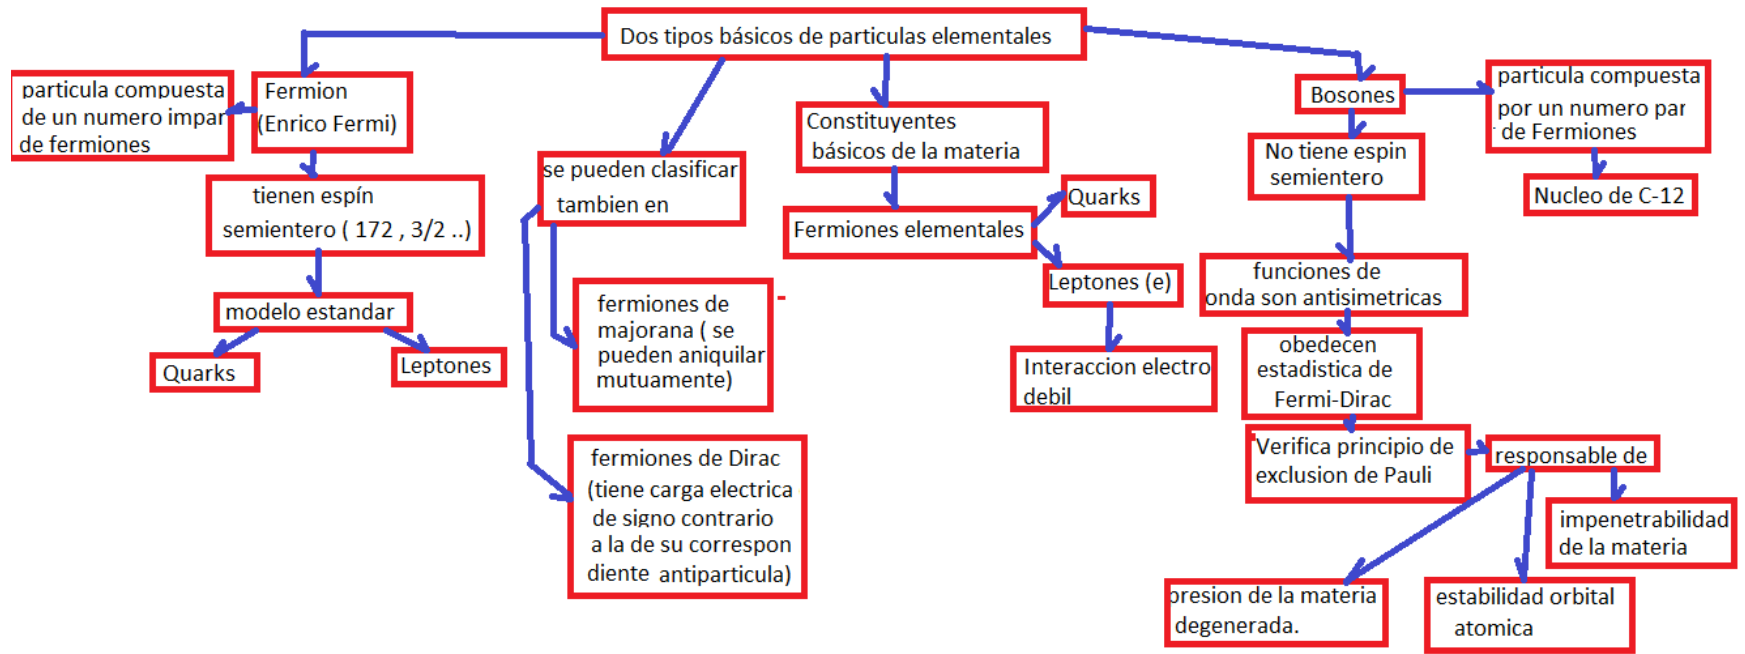 Dos tipos básicos de particulas elementales
particula compuesta
de un numero impar
de fermiones
Fermion
(Enrico Fermi)
tienen espín
semientero ( 172 , 3/2 ..)
modelo estandar
Quarks
Leptones
se pueden clasificar
tambien en
fermiones de
majorana ( se
pueden aniquilar
mutuamente)
fermiones de Dirac
(tiene carga electrica
de signo contrario
a la de su correspon
diente antiparticula)
Constituyentes
básicos de la materia
Fermiones elementales
Quarks
Leptones (e)
Interaccion electro
debil
Bosones
particula compuesta
por un numero par
de Fermiones
Nucleo de C-12
No tiene espin
semientero
funciones de
onda son antisimetricas
obedecen
estadistica de
Fermi-Dirac
Verifica principio de
exclusion de Pauli
responsable de
impenetrabilidad
de la materia
presion de la materia
degenerada.
estabilidad orbital
atomica